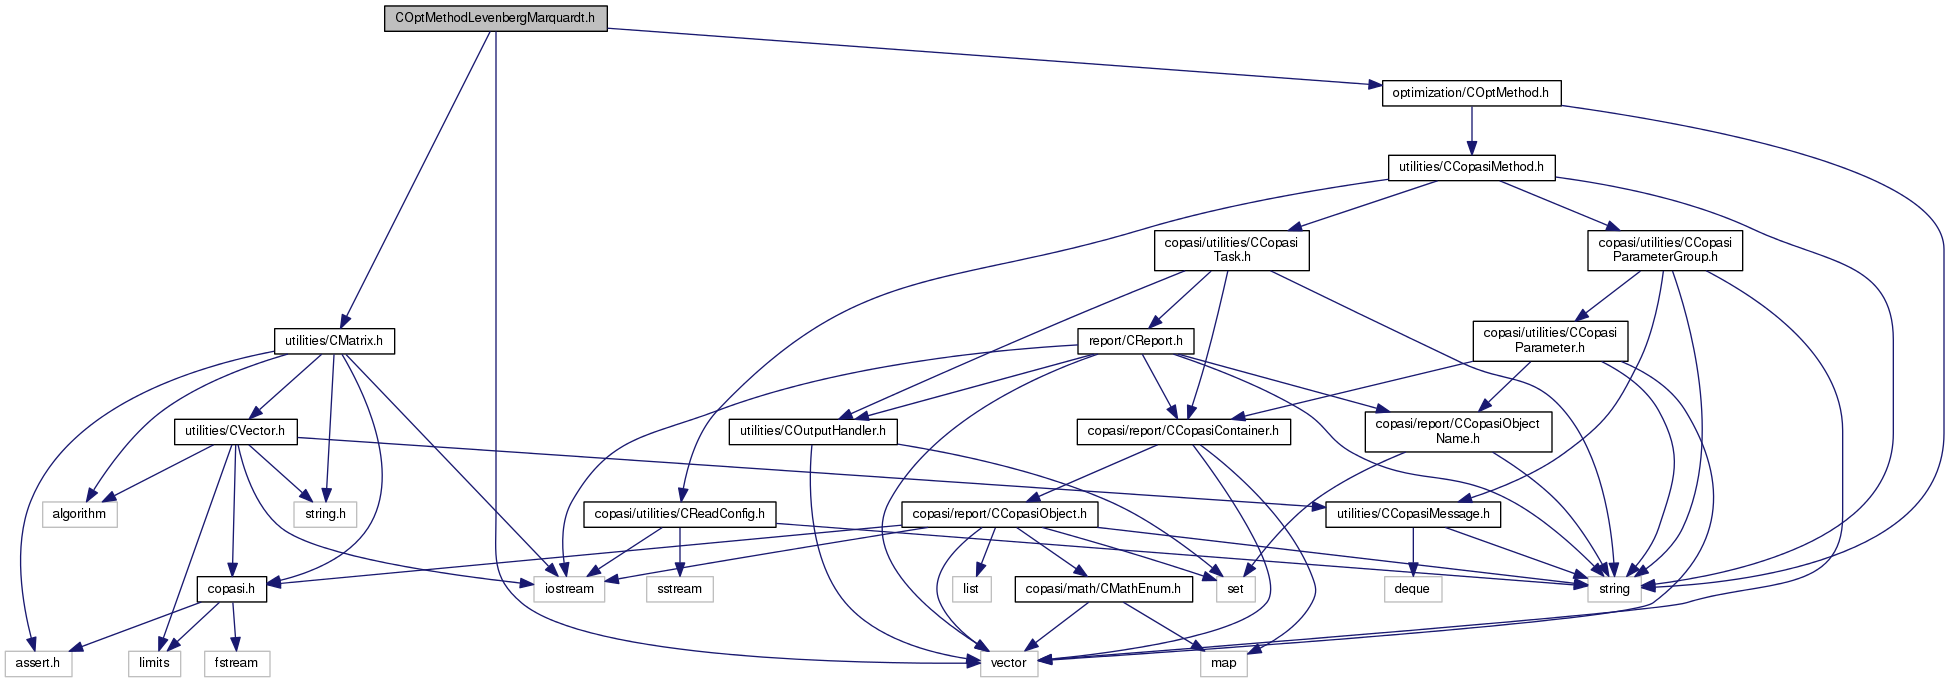 COptMethodLevenbergMarquardt.h
optimization/COptMethod.h
utilities/CCopasiMethod.h
copasi/utilities/CCopasi
Task.h
copasi/utilities/CCopasi
ParameterGroup.h
utilities/CMatrix.h
report/CReport.h
copasi/utilities/CCopasi
Parameter.h
utilities/CVector.h
utilities/COutputHandler.h
copasi/report/CCopasiContainer.h
copasi/report/CCopasiObject
Name.h
algorithm
string.h
copasi/utilities/CReadConfig.h
copasi/report/CCopasiObject.h
utilities/CCopasiMessage.h
copasi.h
iostream
sstream
list
copasi/math/CMathEnum.h
set
deque
string
assert.h
limits
fstream
vector
map